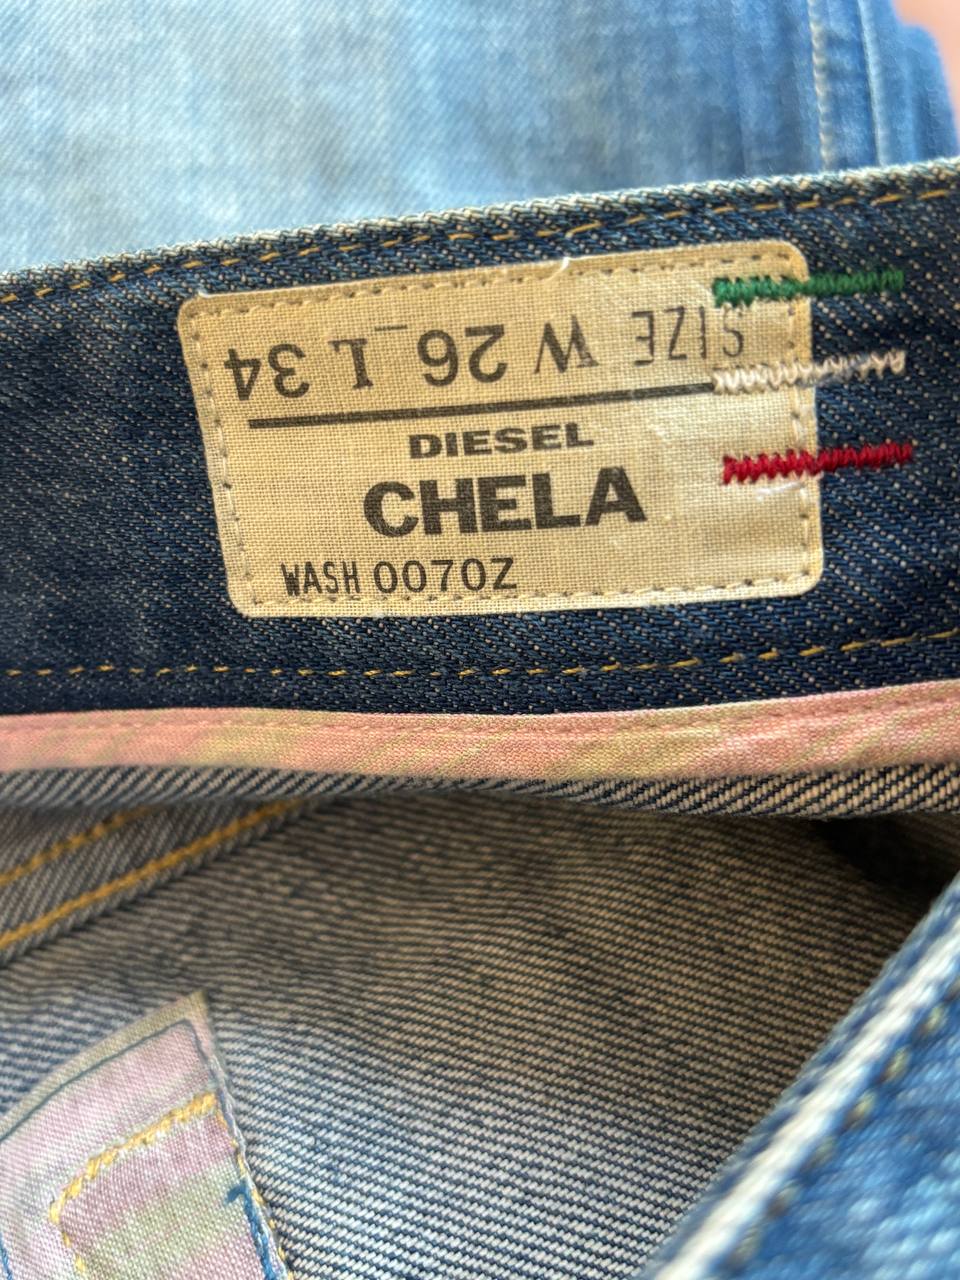 SIZE W 26 L 34
DIESEL
CHELA
WASH 0070Z